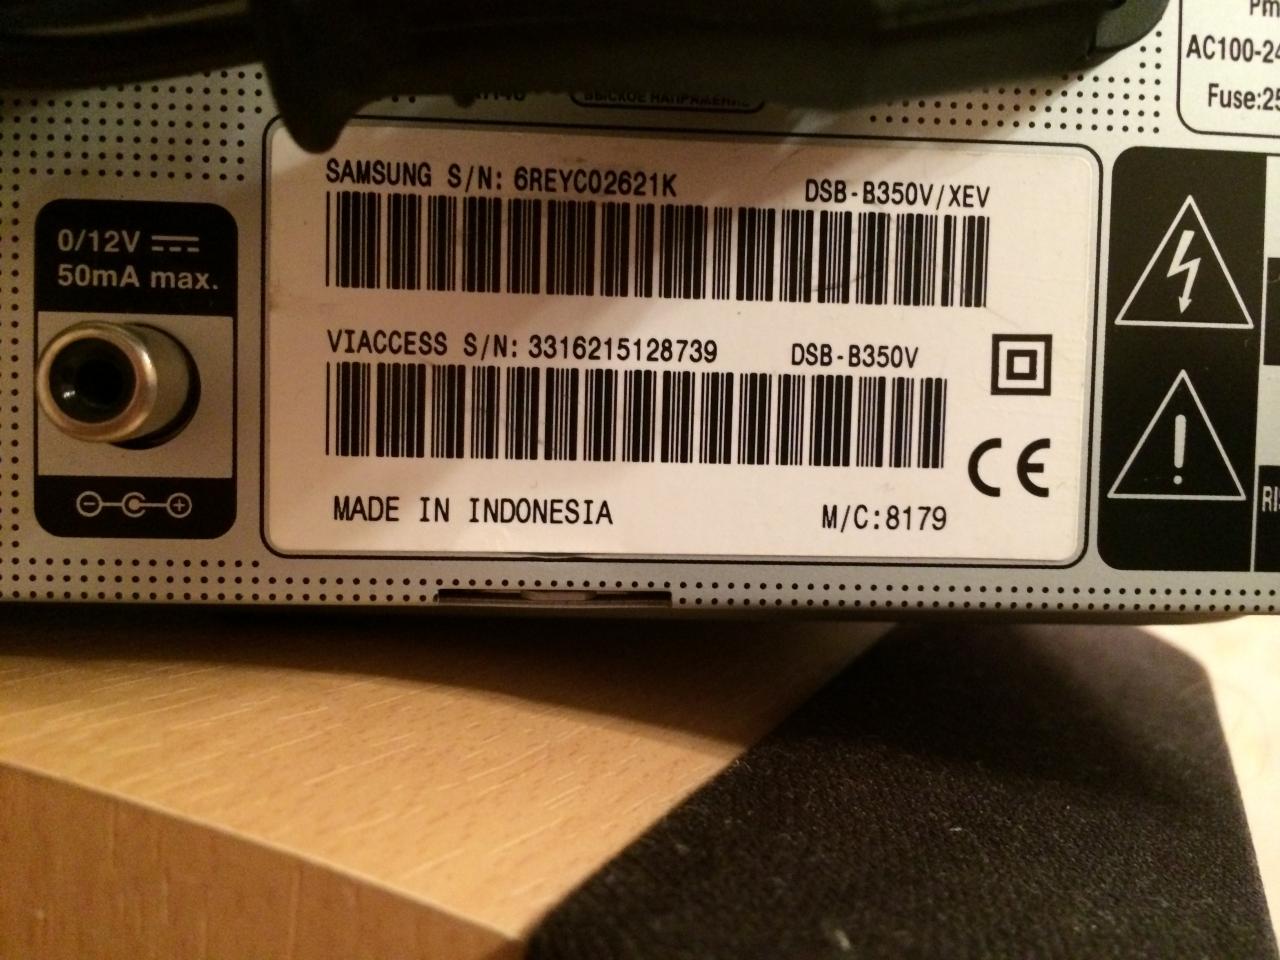 AC100-24
Fuse:25
SAMSUNG S/N: 6REYC02621K DSB-B350V/XEV
0/12V
50mA max.
VIACCESS S/N: 3316215128739 DSB-B350V
CE
MADE IN INDONESIA M/C:8179